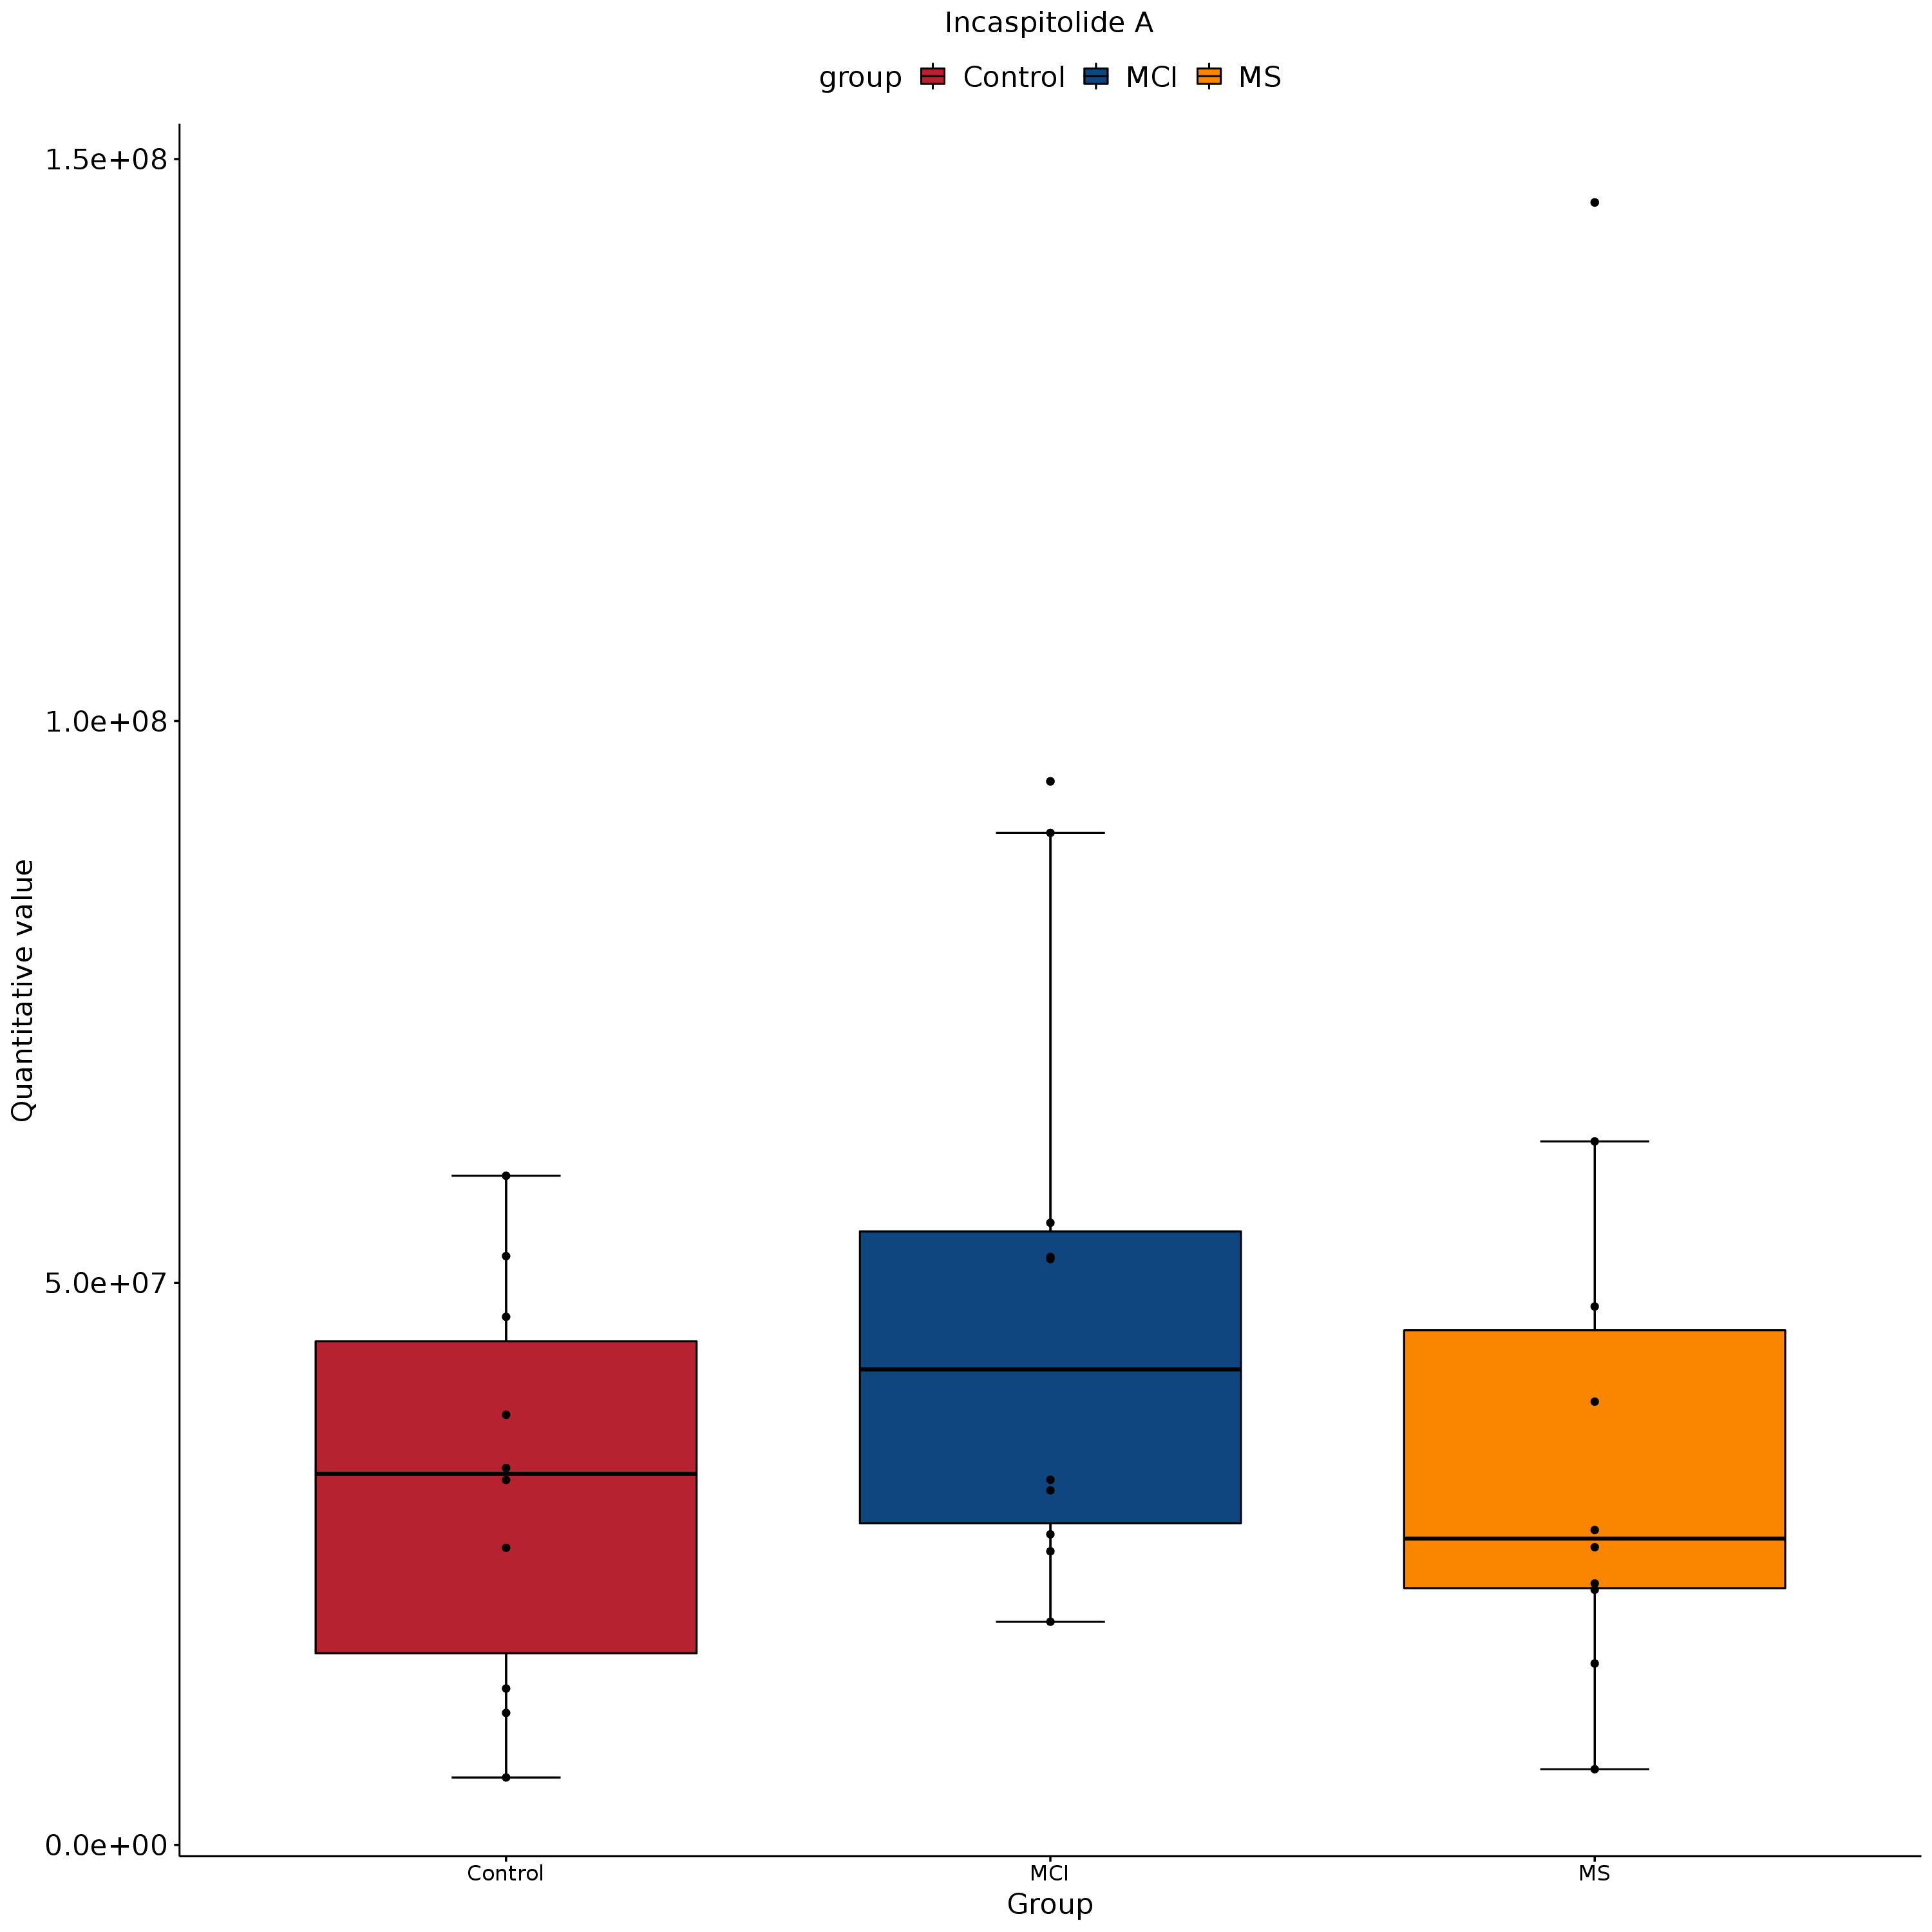 Incaspitolide A
group Control MCI MS
1.5e+08
1.0e+08
5.0e+07
0.0e+00
Quantitative value
Control MCI MS
Group